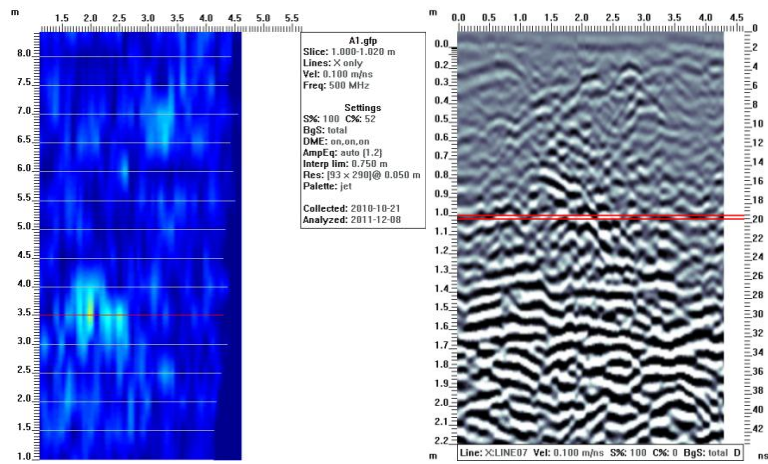 m
1.5 2.0 2.5 3.0 3.5 4.0 4.5 5.0 5.5
8.0
7.5
7.0
6.5
6.0
5.5
5.0
4.5
4.0
3.5
3.0
2.5
2.0
1.5
1.0
A1.gfp
Slice: 1.000-1.020 m
Lines: X only
Vel: 0.100 m/ns
Freq: 500 MHz
Settings
S%: 100 C%: 52
BgS: total
DME: on,on,on
AmpEq: auto (1,2)
Interp lim: 0.750 m
Res: [93 x 290]@ 0.050 m
Palette: jet
Collected: 2010-10-21
Analyzed: 2011-12-08
m
0.0 0.5 1.0 1.5 2.0 2.5 3.0 3.5 4.0 4.5
0.0
0.2
0.3
0.4
0.5
0.6
0.8
0.9
1.0
1.1
1.2
1.3
1.4
1.5
1.6
1.7
1.8
1.9
2.0
2.1
2.2
0
2
4
6
8
10
12
14
16
18
20
22
24
26
28
30
32
34
36
38
40
42
m
ns
Line: X:LINE07 Vel: 0.100 m/ns S%: 100 C%: 0 BgS: total D